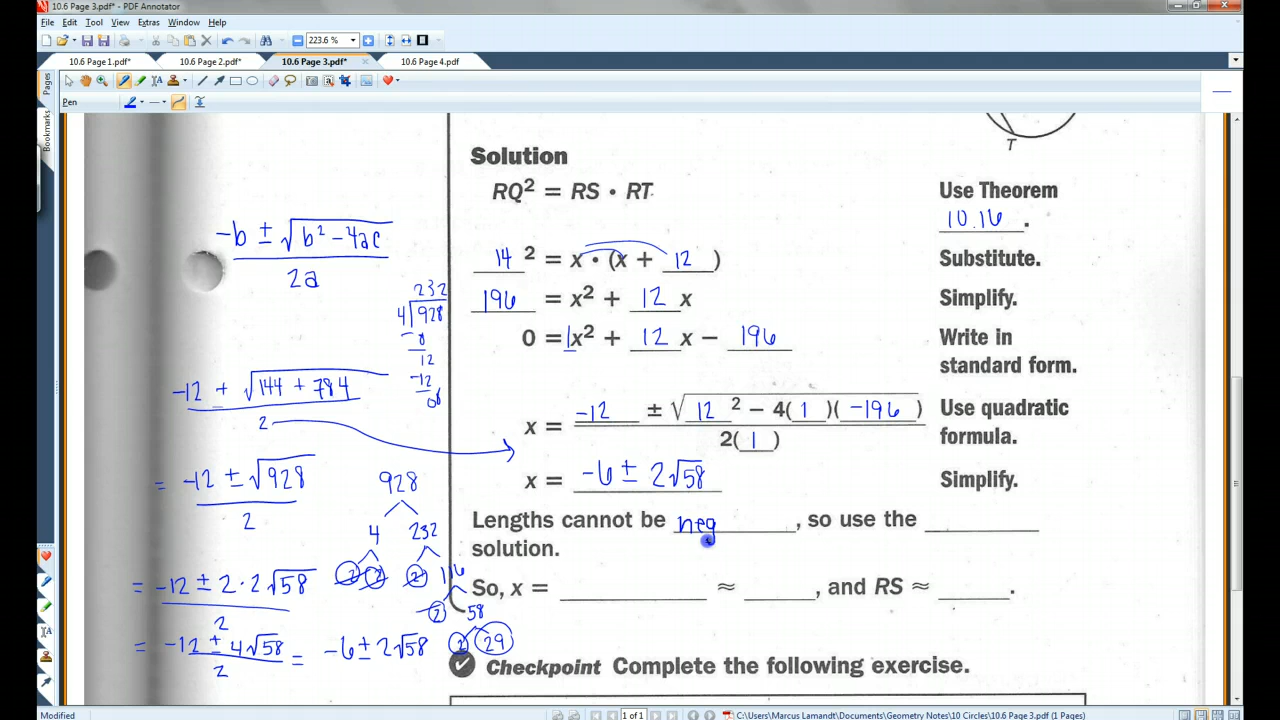 10.6 Page 3.pdf* - PDF Annotator
File Edit Tool View Extras Window Help
223.6 %
10.6 Page 1.pdf* 10.6 Page 2.pdf* 10.6 Page 3.pdf* 10.6 Page 4.pdf
Pen
Pages
Bookmarks
T
Solution
RQ² = RS • RT
Use Theorem
10.16.
14 ² = x • (x + 12)
Substitute.
196 = x² + 12 x
Simplify.
0 = 1x² + 12 x − 196
Write in
standard form.
x = -12 ± √12 ² − 4(1)(-196)
2(1)
Use quadratic
formula.
x = -6 ± 2√58
Simplify.
Lengths cannot be neg, so use the
solution.
So, x = ≈ , and RS ≈ .
Checkpoint Complete the following exercise.
-b ± √b² - 4ac
2a
232
4 928
-8
12
-12
08
-12 + √144 + 784
2
= -12 ± √928
2
928
4 232
2 2 2 116
2 58
2 29
= -12 ± 2·2√58
2
= -12 ± 4√58
2
= -6 ± 2√58
Modified
1 of 1
C:\Users\Marcus Lamandt\Documents\Geometry Notes\10 Circles\10.6 Page 3.pdf (1 Pages)